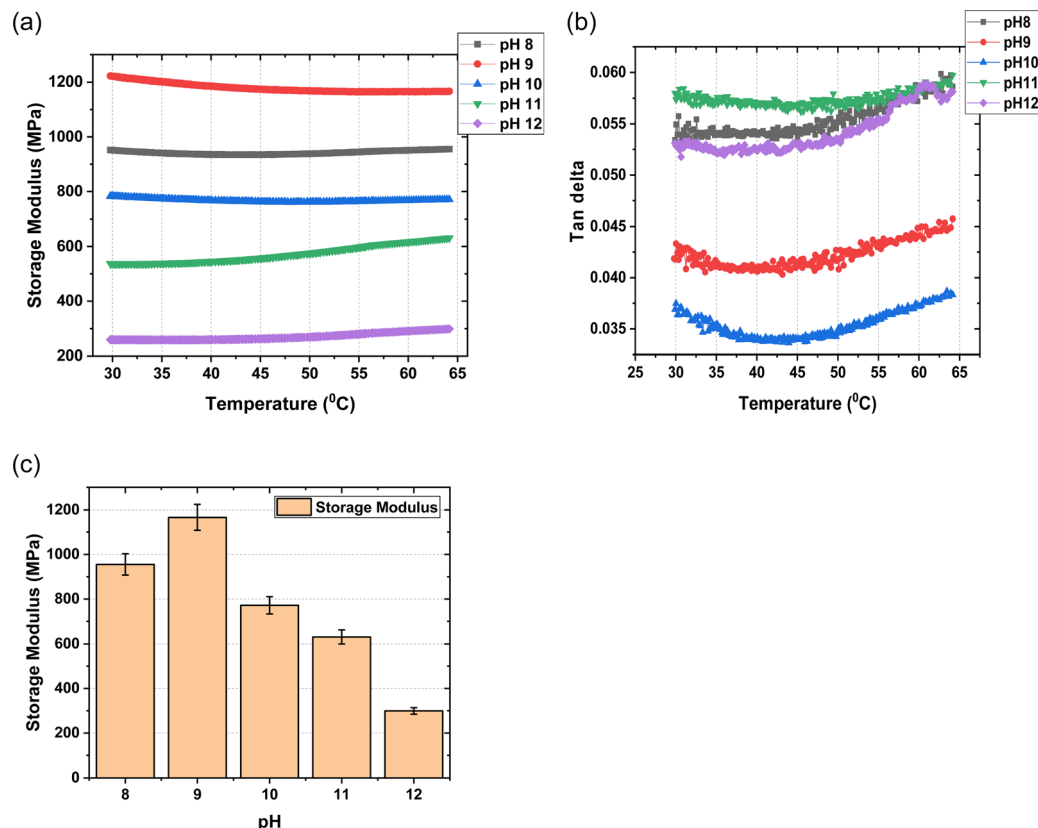 (a)
pH 8
pH 9
pH 10
pH 11
pH 12
1200
1000
800
600
400
200
Storage Modulus (MPa)
30 35 40 45 50 55 60 65
Temperature (⁰C)
(b)
pH8
pH9
pH10
pH11
pH12
0.060
0.055
0.050
0.045
0.040
0.035
Tan delta
25 30 35 40 45 50 55 60 65
Temperature (⁰C)
(c)
Storage Modulus
1200
1000
800
600
400
200
0
Storage Modulus (MPa)
8 9 10 11 12
pH